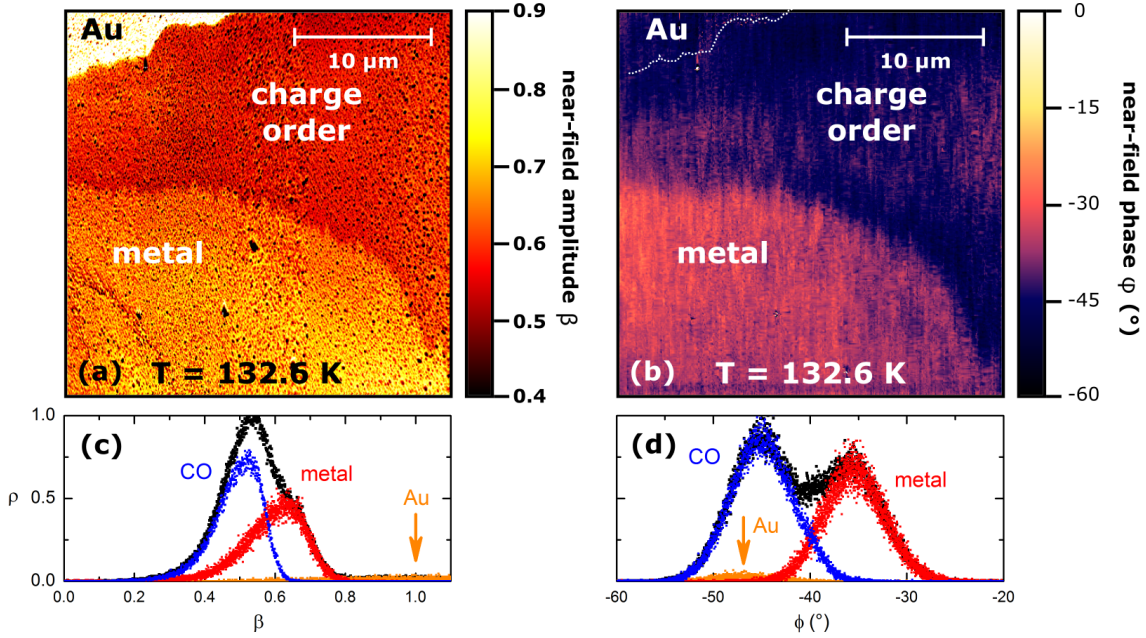 Au
10 µm
charge
order
metal
(a) T = 132.6 K
0.9
0.8
0.7
0.6
0.5
0.4
near-field amplitude β
Au
10 µm
charge
order
metal
(b) T = 132.6 K
0
-15
-30
-45
-60
near-field phase φ (°)
(c)
CO
metal
Au
1.0
0.5
0.0
ρ
0.0 0.2 0.4 0.6 0.8 1.0
β
(d)
CO
metal
Au
-60 -50 -40 -30 -20
ϕ (°)